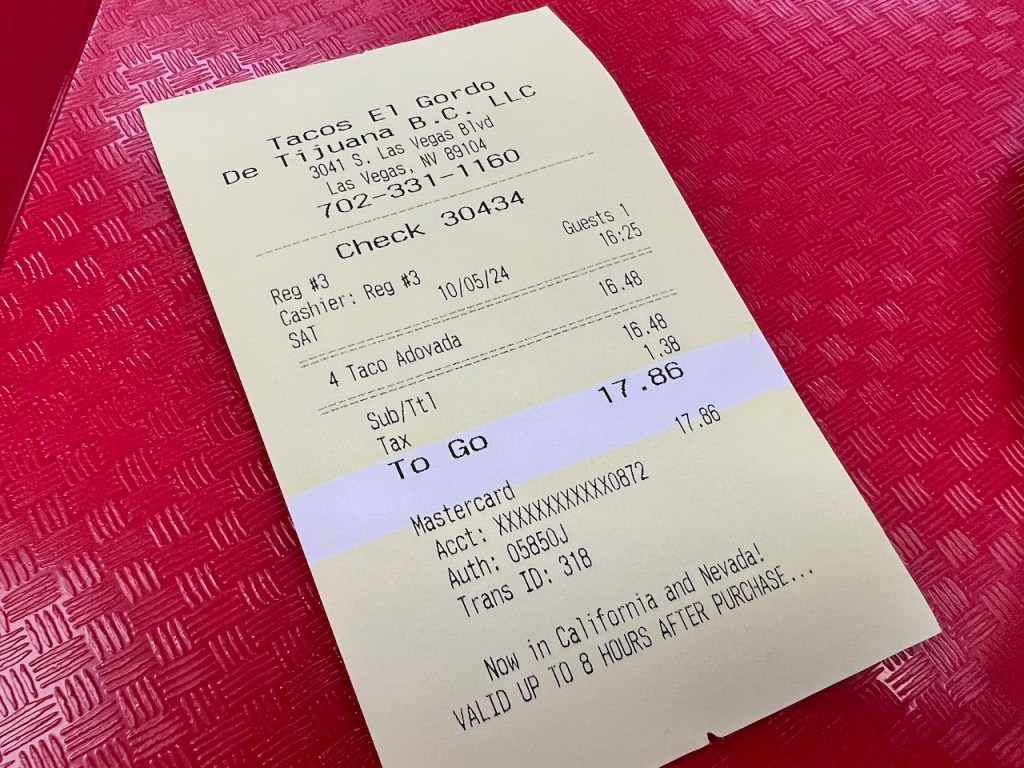 Tacos El Gordo
De Tijuana B.C. LLC
3041 S. Las Vegas Blvd
Las Vegas, NV 89104
702-331-1160
Check 30434
Reg #3 Guests 1
Cashier: Reg #3 16:25
SAT 10/05/24
4 Taco Adovada 16.48
Sub/Ttl 16.48
Tax 1.38
To Go 17.86
Mastercard 17.86
Acct: XXXXXXXXXXXX0872
Auth: 05850J
Trans ID: 318
Now in California and Nevada!
VALID UP TO 8 HOURS AFTER PURCHASE...